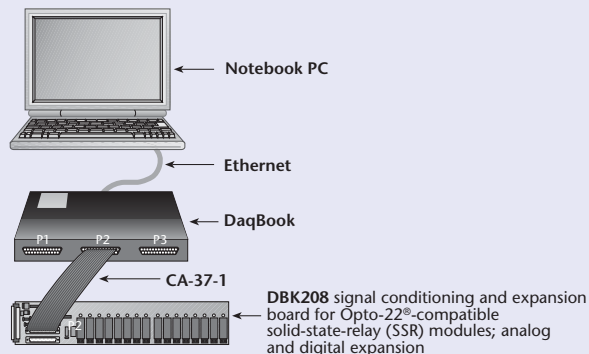 Notebook PC
Ethernet
DaqBook
P1 P2 P3
CA-37-1
P2
DBK208 signal conditioning and expansion
board for Opto-22®-compatible
solid-state-relay (SSR) modules; analog
and digital expansion